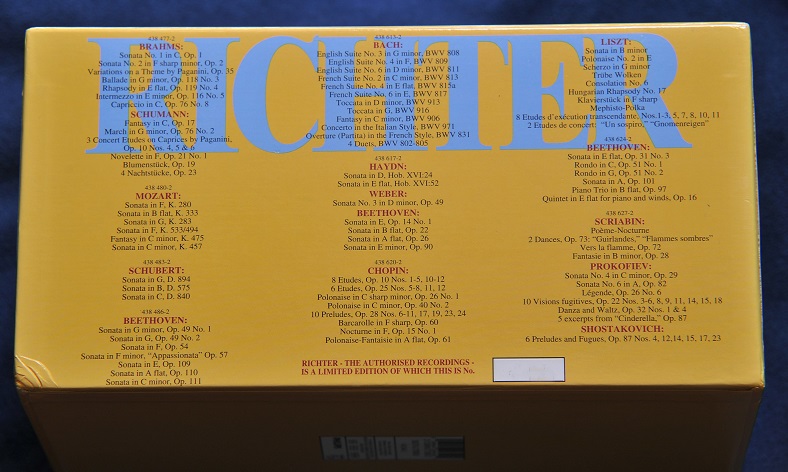 RICHTER
438 477-2
BRAHMS:
Sonata No. 1 in C, Op. 1
Sonata No. 2 in F sharp minor, Op. 2
Variations on a Theme by Paganini, Op. 35
Ballade in G minor, Op. 118 No. 3
Rhapsody in E flat, Op. 119 No. 4
Intermezzo in E minor, Op. 116 No. 5
Capriccio in C, Op. 76 No. 8
SCHUMANN:
Fantasy in C, Op. 17
March in G minor, Op. 76 No. 2
3 Concert Etudes on Caprices by Paganini,
Op. 10 Nos. 4, 5 & 6
Novelette in F, Op. 21 No. 1
Blumenstück, Op. 19
4 Nachtstücke, Op. 23
438 480-2
MOZART:
Sonata in F, K. 280
Sonata in B flat, K. 333
Sonata in G, K. 283
Sonata in F, K. 533/494
Fantasy in C minor, K. 475
Sonata in C minor, K. 457
438 483-2
SCHUBERT:
Sonata in G, D. 894
Sonata in B, D. 575
Sonata in C, D. 840
438 486-2
BEETHOVEN:
Sonata in G minor, Op. 49 No. 1
Sonata in G, Op. 49 No. 2
Sonata in F, Op. 54
Sonata in F minor, "Appassionata" Op. 57
Sonata in E, Op. 109
Sonata in A flat, Op. 110
Sonata in C minor, Op. 111
438 613-2
BACH:
English Suite No. 3 in G minor, BWV 808
English Suite No. 4 in F, BWV 809
English Suite No. 6 in D minor, BWV 811
French Suite No. 2 in C minor, BWV 813
French Suite No. 4 in E flat, BWV 815a
French Suite No. 6 in E, BWV 817
Toccata in D minor, BWV 913
Toccata in G, BWV 916
Fantasy in C minor, BWV 906
Concerto in the Italian Style, BWV 971
Overture (Partita) in the French Style, BWV 831
4 Duets, BWV 802-805
438 617-2
HAYDN:
Sonata in D, Hob. XVI:24
Sonata in E flat, Hob. XVI:52
WEBER:
Sonata No. 3 in D minor, Op. 49
BEETHOVEN:
Sonata in E, Op. 14 No. 1
Sonata in B flat, Op. 22
Sonata in A flat, Op. 26
Sonata in E minor, Op. 90
438 620-2
CHOPIN:
8 Etudes, Op. 10 Nos 1-5, 10-12
6 Etudes, Op. 25 Nos 5-8, 11, 12
Polonaise in C sharp minor, Op. 26 No. 1
Polonaise in C minor, Op. 40 No. 2
10 Preludes, Op. 28 Nos. 6-11, 17, 19, 23, 24
Barcarolle in F sharp, Op. 60
Nocturne in F, Op. 15 No. 1
Polonaise-Fantaisie in A flat, Op. 61
RICHTER - THE AUTHORISED RECORDINGS -
IS A LIMITED EDITION OF WHICH THIS IS No.
LISZT:
Sonata in B minor
Polonaise No. 2 in E
Scherzo in G minor
Trübe Wolken
Consolation No. 6
Hungarian Rhapsody No. 17
Klavierstück in F sharp
Mephisto-Polka
8 Etudes d'exécution transcendante, Nos.1-3, 5, 7, 8, 10, 11
2 Etudes de concert: "Un sospiro," "Gnomenreigen"
438 624-2
BEETHOVEN:
Sonata in E flat, Op. 31 No. 3
Rondo in C, Op. 51 No. 1
Rondo in G, Op. 51 No. 2
Sonata in A, Op. 101
Piano Trio in B flat, Op. 97
Quintet in E flat for piano and winds, Op. 16
438 627-2
SCRIABIN:
Poème-Nocturne
2 Dances, Op. 73: "Guirlandes," "Flammes sombres"
Vers la flamme, Op. 72
Fantasie in B minor, Op. 28
PROKOFIEV:
Sonata No. 4 in C minor, Op. 29
Sonata No. 6 in A, Op. 82
Légende, Op. 26 No. 6
10 Visions fugitives, Op. 22 Nos. 3-6, 8, 9, 11, 14, 15, 18
Danza and Waltz, Op. 32 Nos. 1 & 4
5 excerpts from "Cinderella," Op. 87
SHOSTAKOVICH:
6 Preludes and Fugues, Op. 87 Nos. 4, 12,14, 15, 17, 23